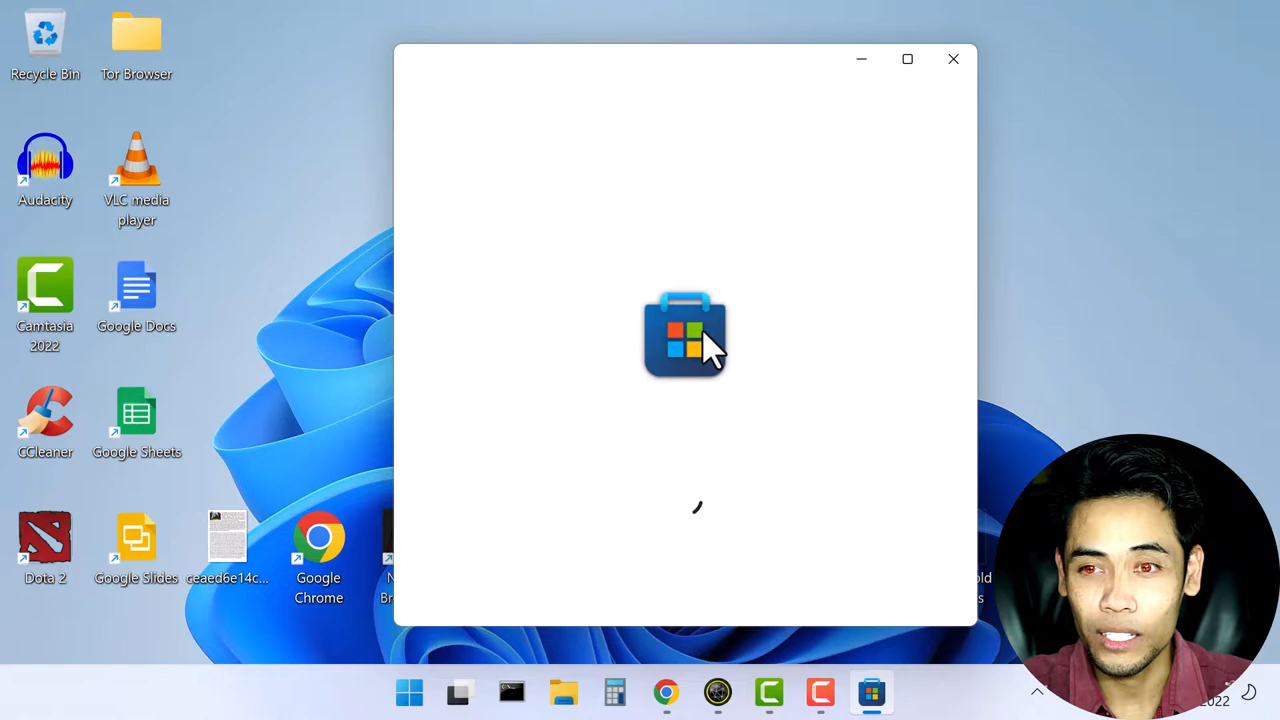 Recycle Bin
Tor Browser
Audacity
VLC media
player
Camtasia
2022
Google Docs
CCleaner
Google Sheets
Dota 2
Google Slides
ceaed6e14c...
Google
Chrome
2022